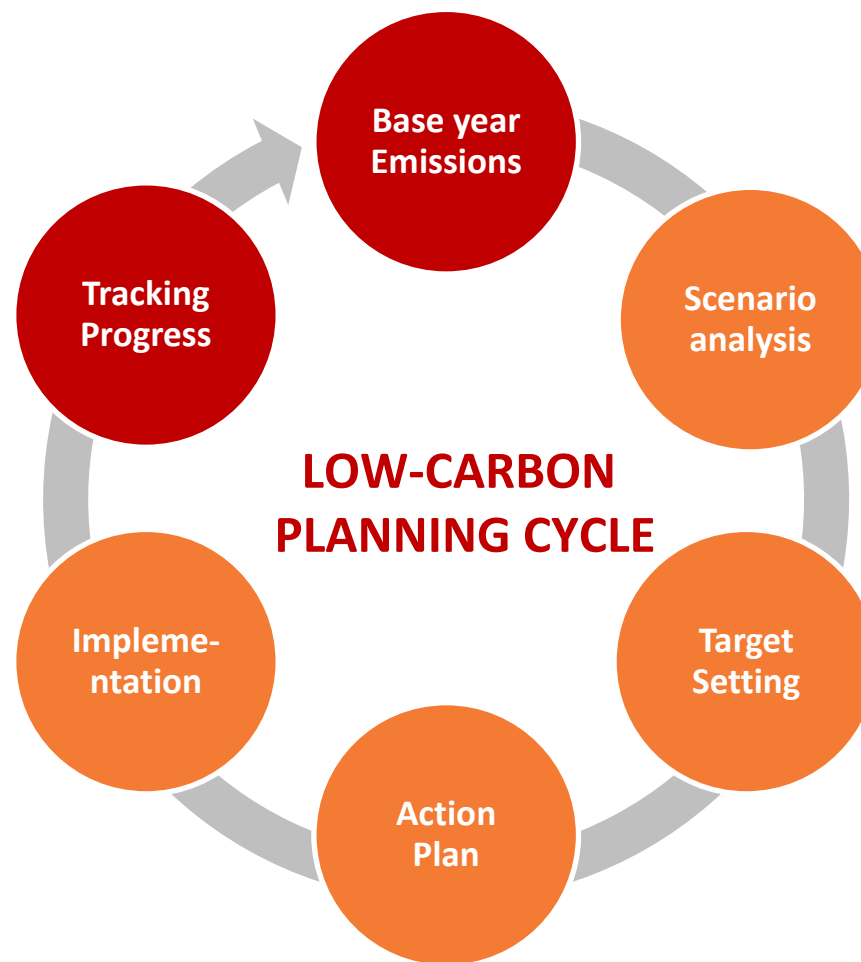 Base year
Emissions
Scenario
analysis
Target
Setting
Action
Plan
Impleme-
ntation
Tracking
Progress
LOW-CARBON
PLANNING CYCLE